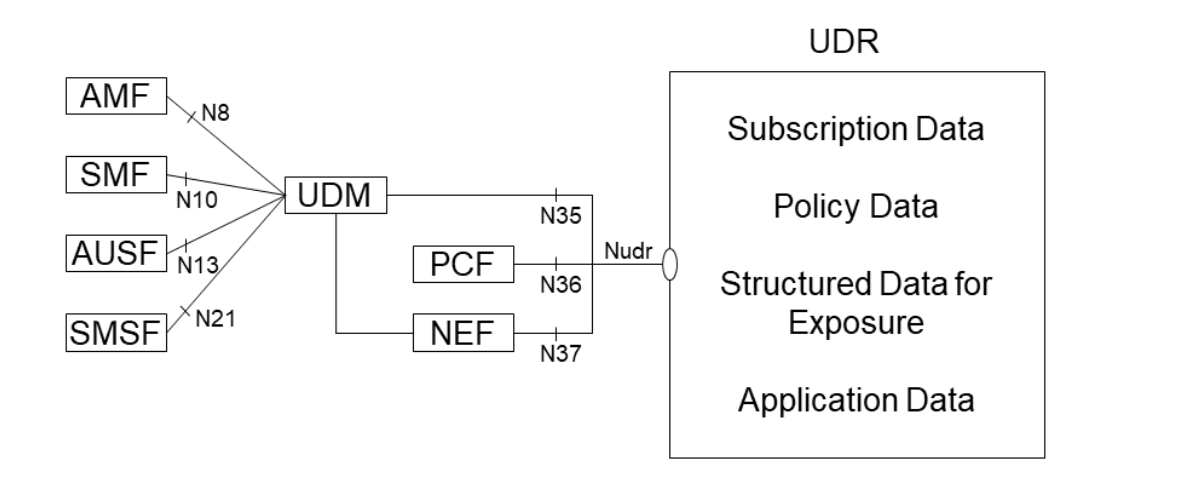 UDR
AMF
N8
Subscription Data
SMF
N10
UDM
N35
Policy Data
AUSF
N13
PCF
N36
Nudr
Structured Data for
Exposure
SMSF
N21
NEF
N37
Application Data